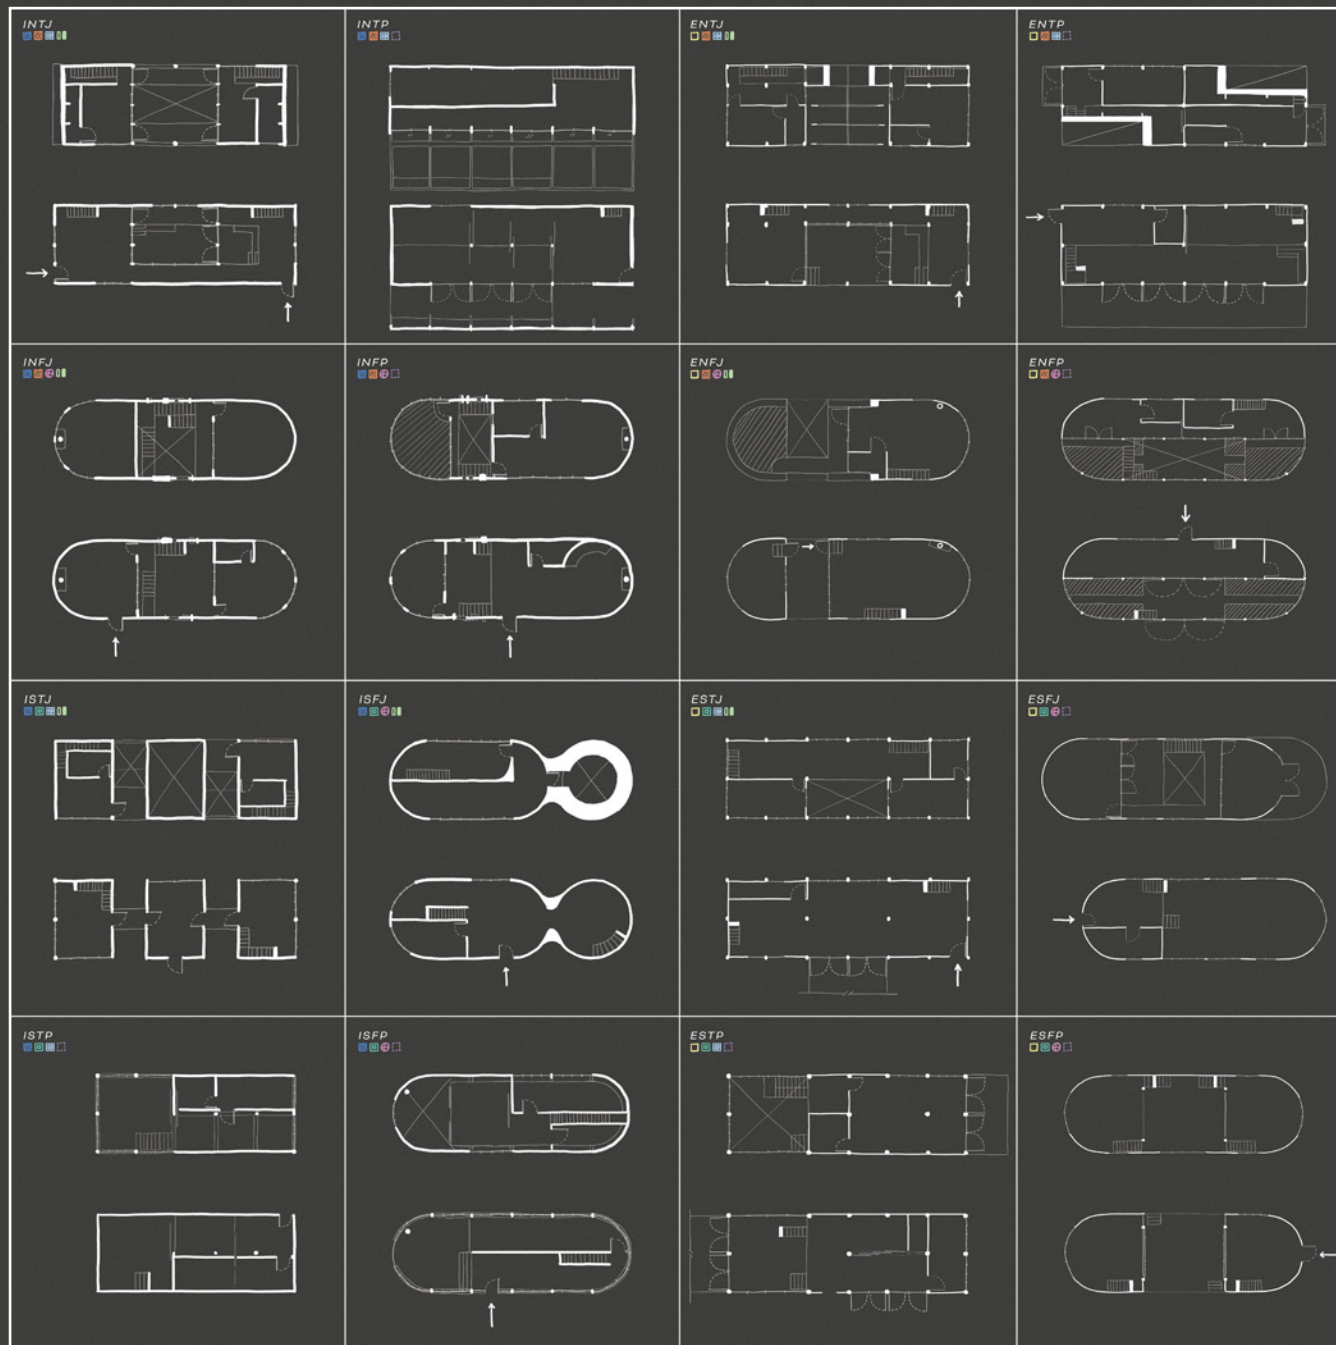 INTJ
INTP
ENTJ
ENTP
INFJ
INFP
ENFJ
ENFP
ISTJ
ISFJ
ESTJ
ESFJ
ISTP
ISFP
ESTP
ESFP